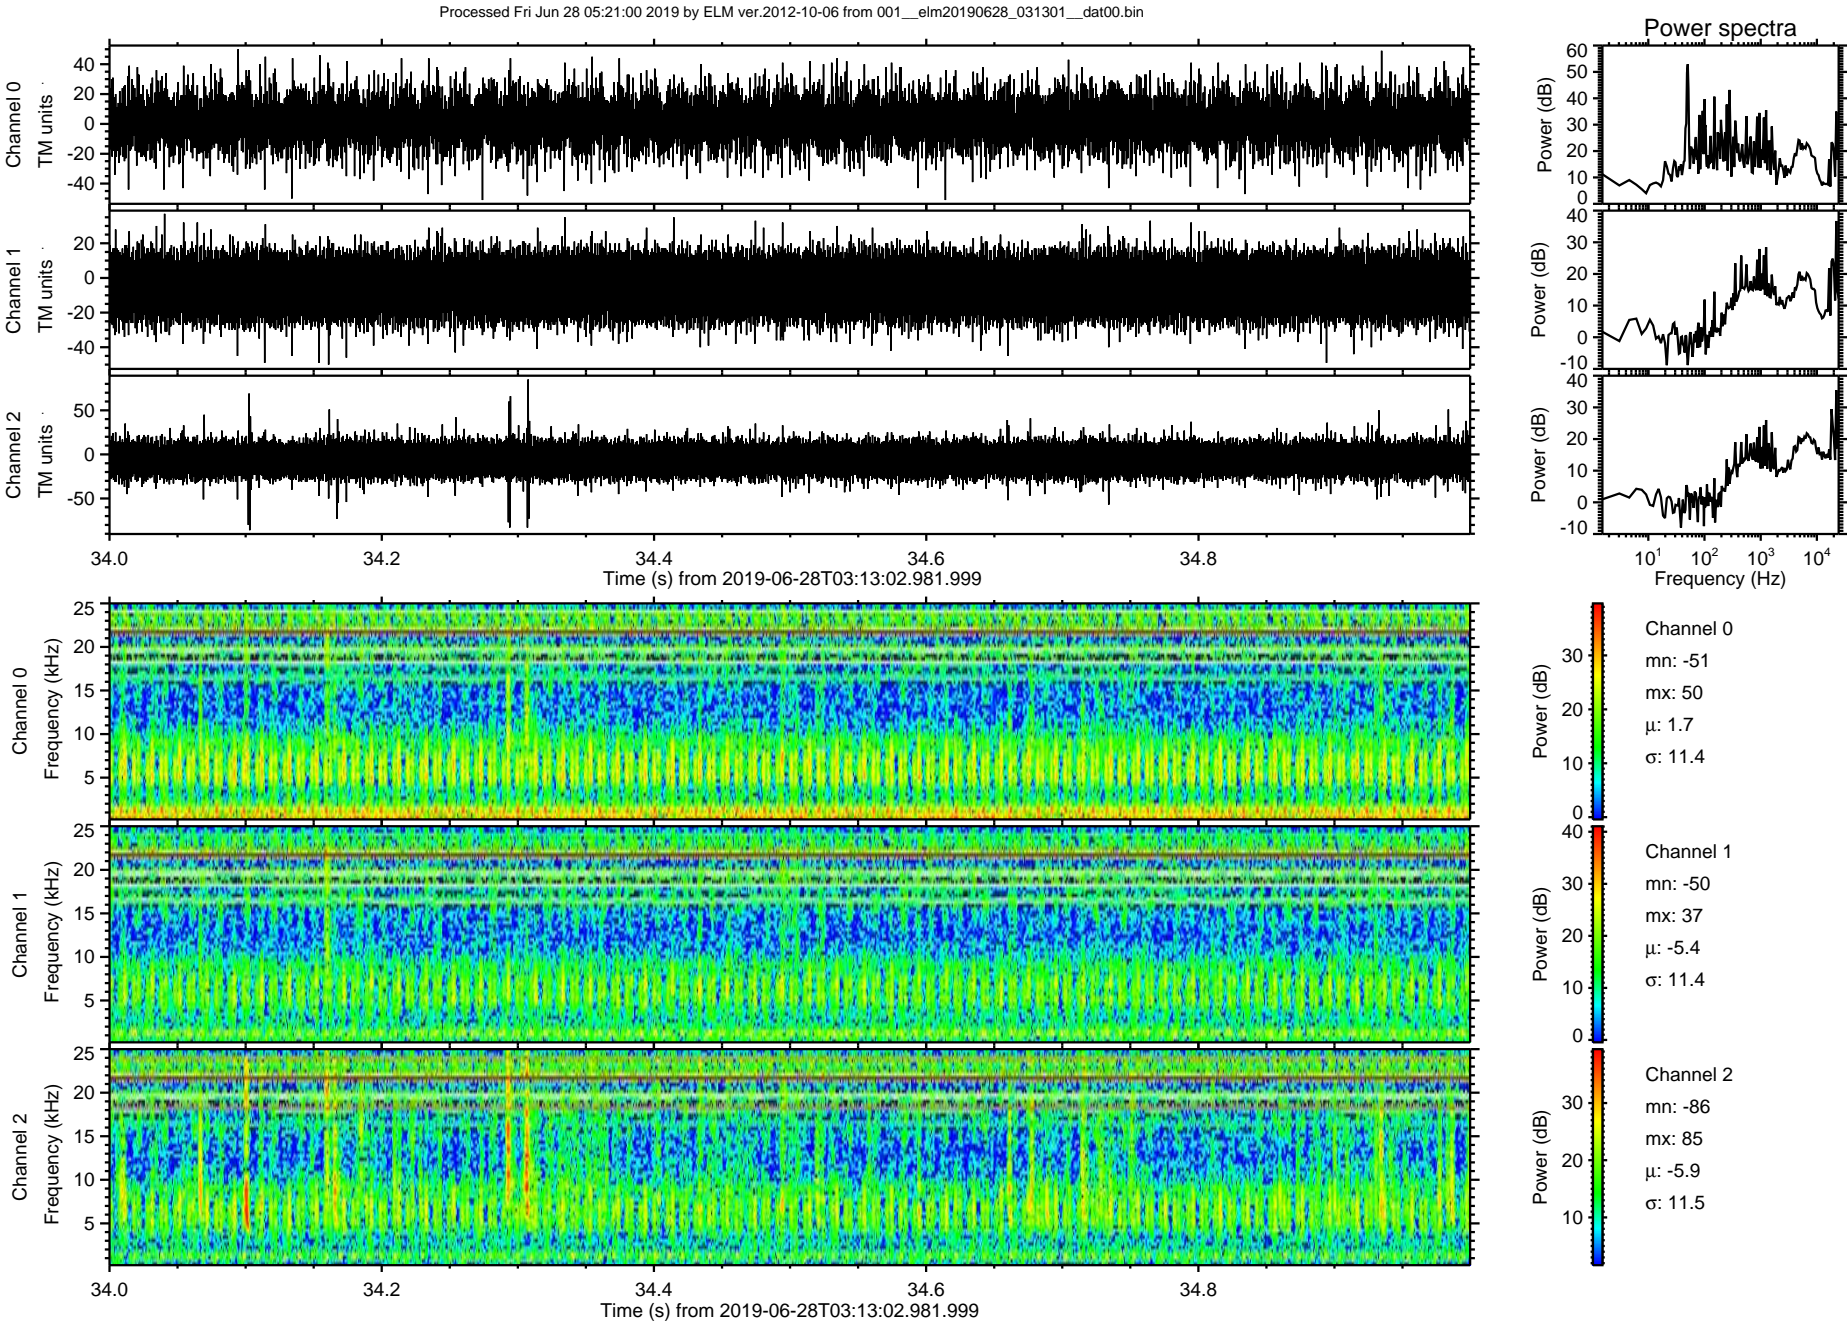 Processed Fri Jun 28 05:21:00 2019 by ELM ver.2012-10-06 from 001__elm20190628_031301__dat00.bin
Power spectra
Channel 0
TM units
40
20
0
-20
-40
Power (dB)
60
50
40
30
20
10
0
Channel 1
TM units
20
0
-20
-40
Power (dB)
40
30
20
10
0
-10
Channel 2
TM units
50
0
-50
Power (dB)
40
30
20
10
0
-10
34.0 34.2 34.4 34.6 34.8
Time (s) from 2019-06-28T03:13:02.981.999
10¹ 10² 10³ 10⁴
Frequency (Hz)
Channel 0
Frequency (kHz)
25
20
15
10
5
Power (dB)
30
20
10
0
Channel 0
mn: -51
mx: 50
μ: 1.7
σ: 11.4
Channel 1
Frequency (kHz)
25
20
15
10
5
Power (dB)
40
30
20
10
0
Channel 1
mn: -50
mx: 37
μ: -5.4
σ: 11.4
Channel 2
Frequency (kHz)
25
20
15
10
5
Power (dB)
30
20
10
Channel 2
mn: -86
mx: 85
μ: -5.9
σ: 11.5
34.0 34.2 34.4 34.6 34.8
Time (s) from 2019-06-28T03:13:02.981.999